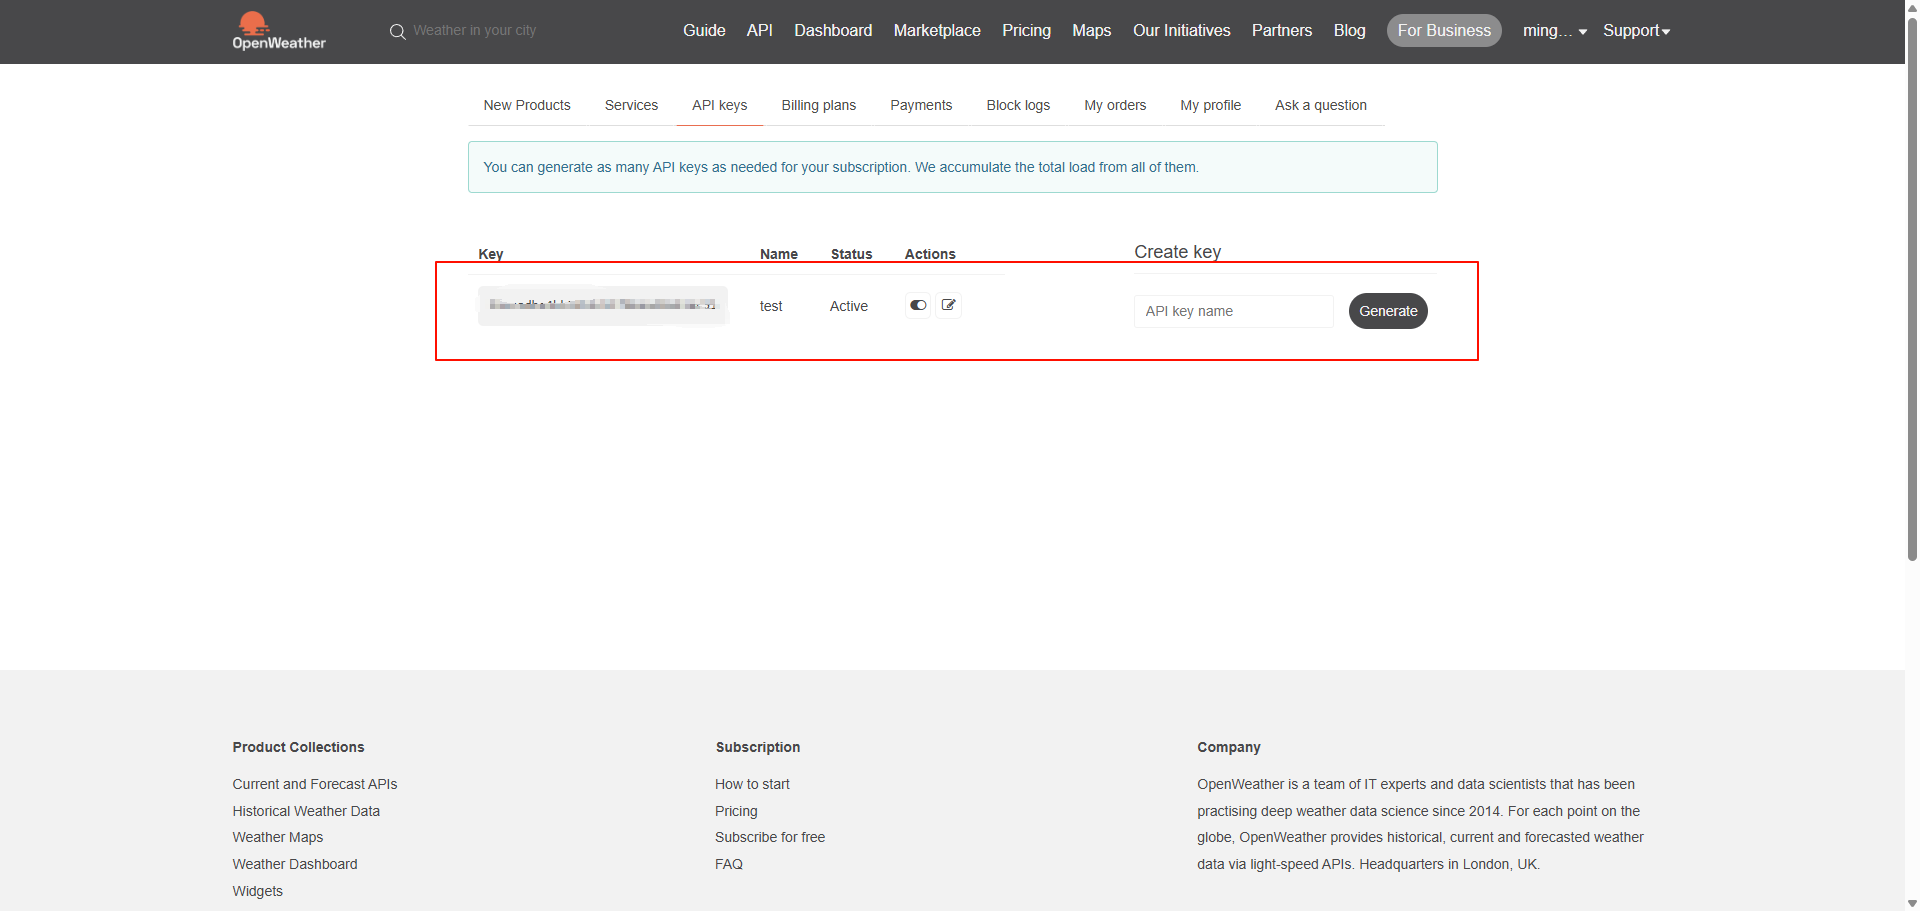 OpenWeather
Weather in your city
Guide API Dashboard Marketplace Pricing Maps Our Initiatives Partners Blog For Business ming... Support
New Products Services API keys Billing plans Payments Block logs My orders My profile Ask a question
You can generate as many API keys as needed for your subscription. We accumulate the total load from all of them.
Key Name Status Actions
test Active
Create key
API key name Generate
Product Collections
Current and Forecast APIs
Historical Weather Data
Weather Maps
Weather Dashboard
Widgets
Subscription
How to start
Pricing
Subscribe for free
FAQ
Company
OpenWeather is a team of IT experts and data scientists that has been
practising deep weather data science since 2014. For each point on the
globe, OpenWeather provides historical, current and forecasted weather
data via light-speed APIs. Headquarters in London, UK.